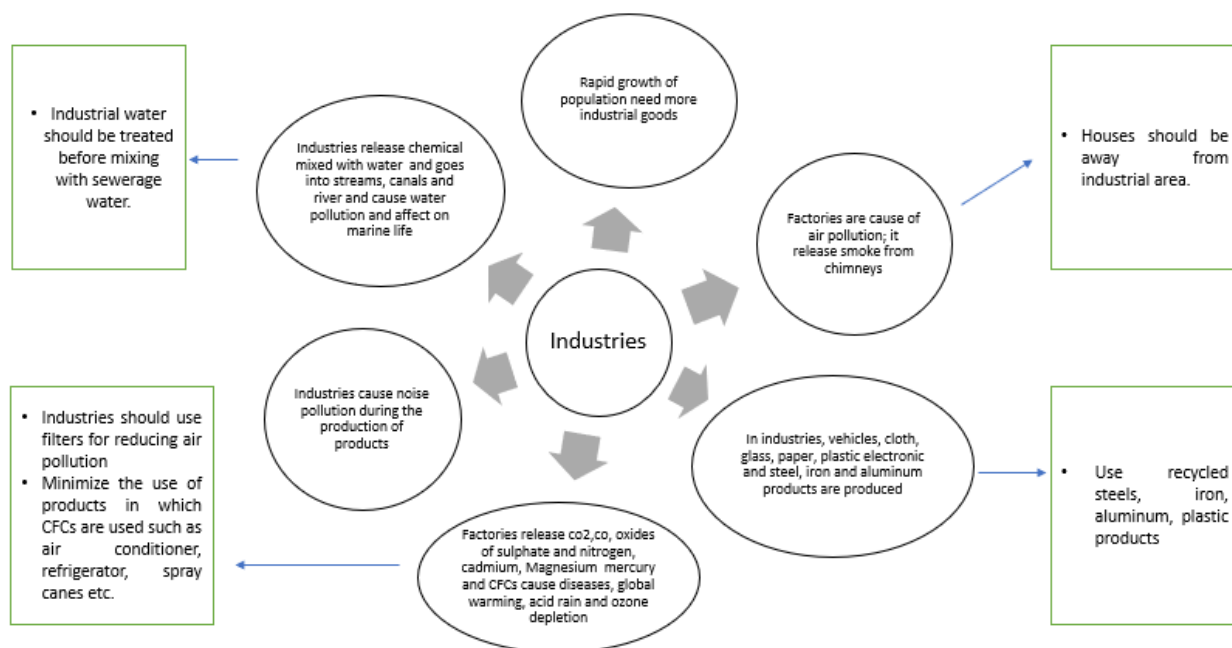 Rapid growth of
population need more
industrial goods
• Industrial water
should be treated
before mixing
with sewerage
water.
Industries release chemical
mixed with water and goes
into streams, canals and
river and cause water
pollution and affect on
marine life
Factories are cause of
air pollution; it
release smoke from
chimneys
• Houses should be
away from
industrial area.
Industries
Industries cause noise
pollution during the
production of
products
In industries, vehicles, cloth,
glass, paper, plastic electronic
and steel, iron and aluminum
products are produced
• Use recycled
steels, iron,
aluminum, plastic
products
• Industries should use
filters for reducing air
pollution
• Minimize the use of
products in which
CFCs are used such as
air conditioner,
refrigerator, spray
canes etc.
Factories release co2,co, oxides
of sulphate and nitrogen,
cadmium, Magnesium mercury
and CFCs cause diseases, global
warming, acid rain and ozone
depletion